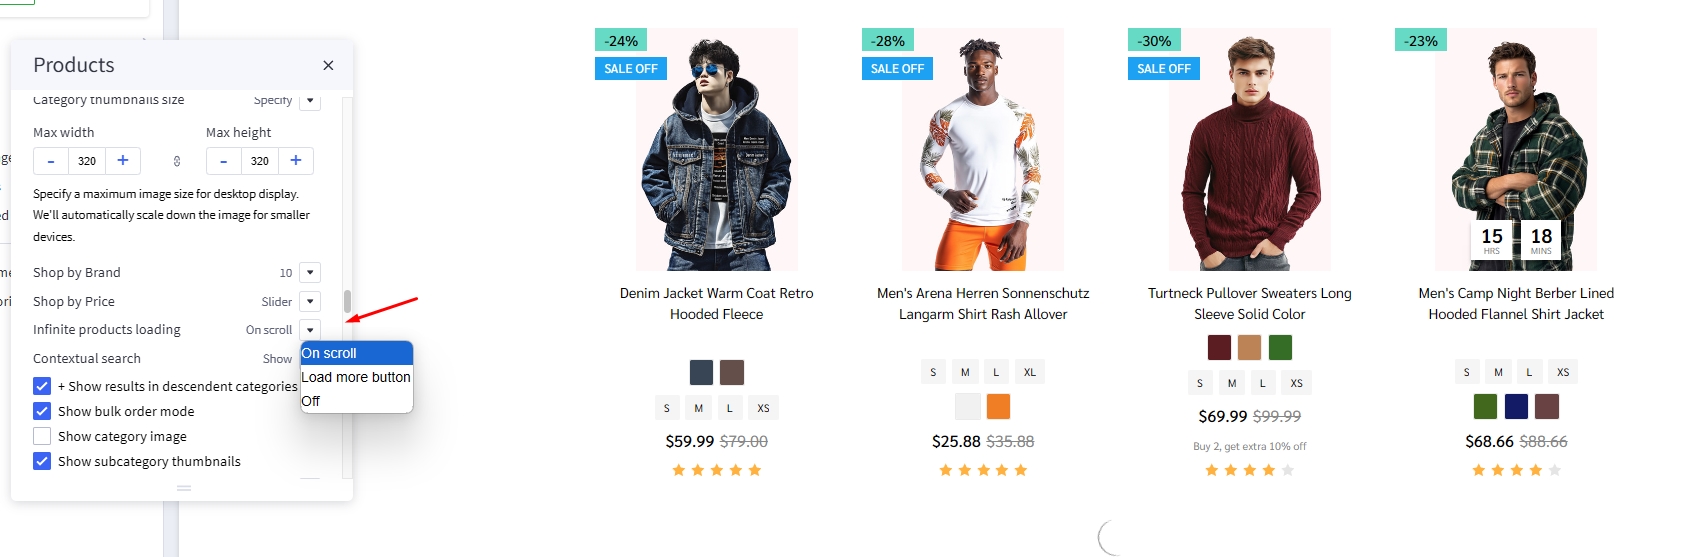 Products
Category thumbnails size
Specify
Max width
Max height
- 320 +
- 320 +
Specify a maximum image size for desktop display.
We'll automatically scale down the image for smaller
devices.
Shop by Brand
10
Shop by Price
Slider
Infinite products loading
On scroll
On scroll
Load more button
Off
Contextual search
Show
+ Show results in descendent categories
Show bulk order mode
Show category image
Show subcategory thumbnails
-24%
SALE OFF
Denim Jacket Warm Coat Retro
Hooded Fleece
S M L XS
$59.99 $79.00
-28%
SALE OFF
Men's Arena Herren Sonnenschutz
Langarm Shirt Rash Allover
S M L XL
$25.88 $35.88
-30%
SALE OFF
Turtneck Pullover Sweaters Long
Sleeve Solid Color
S M L XS
$69.99 $99.99
Buy 2, get extra 10% off
-23%
15 18
HRS MINS
Men's Camp Night Berber Lined
Hooded Flannel Shirt Jacket
S M L XS
$68.66 $88.66